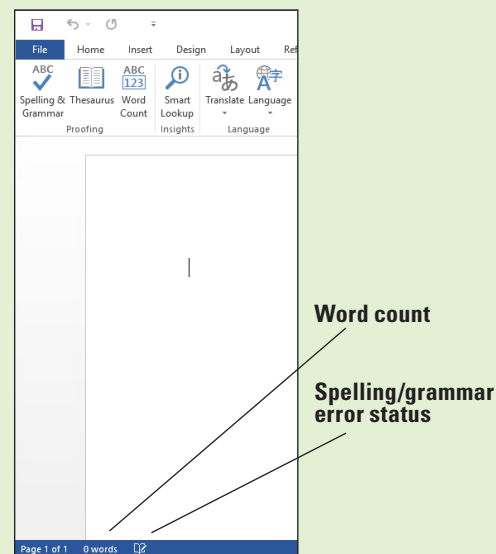 File Home Insert Design Layout Ref
ABC ABC
123
Spelling & Thesaurus Word Smart Translate Language
Grammar Count Lookup
Proofing Insights Language
Word count
Spelling/grammar
error status
Page 1 of 1 0 words